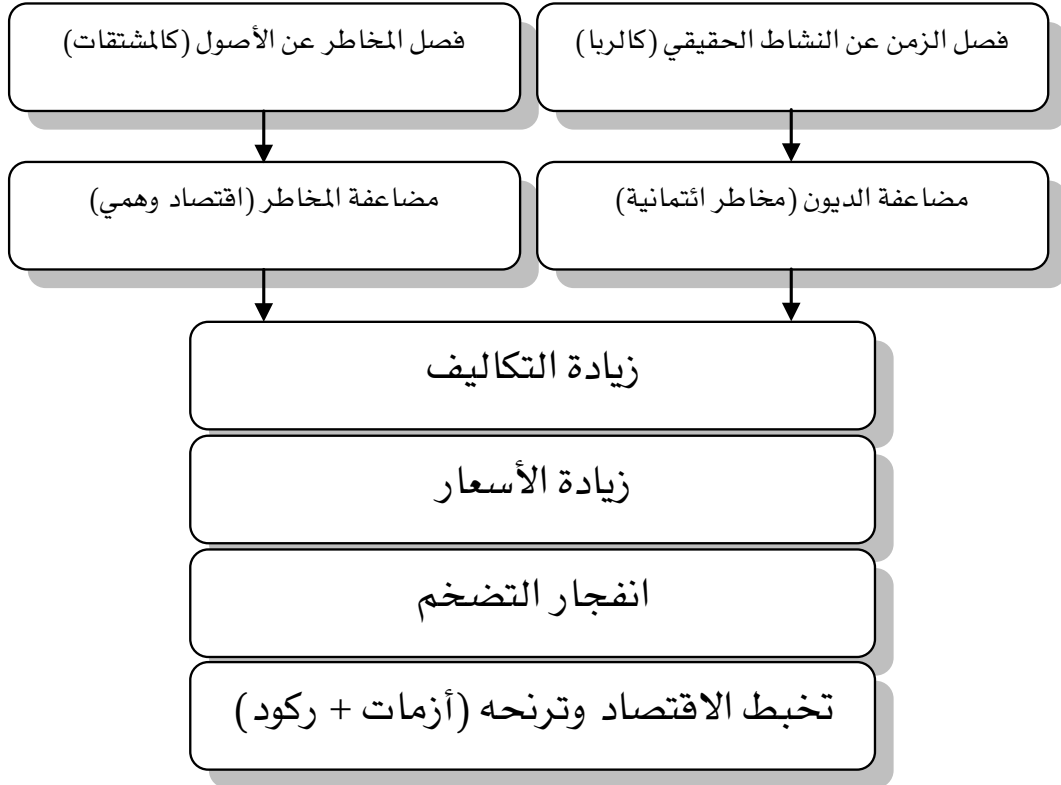 فصل الزمن عن النشاط الحقيقي (كالربا)
فصل المخاطر عن الأصول (كالمشتقات)
مضاعفة الديون (مخاطر ائتمانية)
مضاعفة المخاطر (اقتصاد وهمي)
زيادة التكاليف
زيادة الأسعار
انفجار التضخم
تخبط الاقتصاد وترنحه (أزمات + ركود)